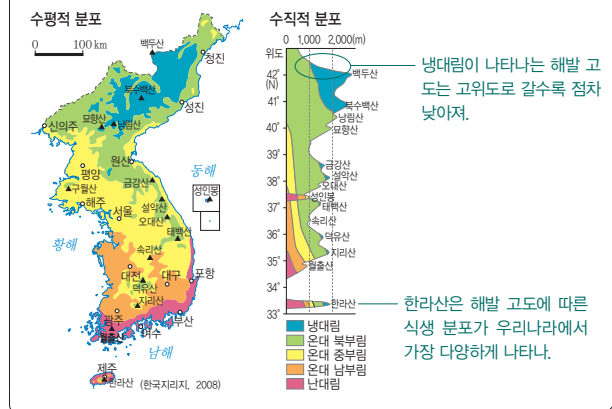 수평적 분포
0 100 km
백두산
청진
북수백산
성진
묘향산
낭림산
신의주
원산
동해
평양
금강산
성인봉
구월산
해주
서울
설악산
오대산
태백산
황해
속리산
대전
대구
포항
덕유산
지리산
광주
부산
월출산
여수
남해
제주
한라산
(한국지리지, 2008)
수직적 분포
위도 0 1,000 2,000(m)
42°
(N)
41°
40°
39°
38°
37°
36°
35°
34°
33°
백두산
북수백산
낭림산
묘향산
금강산
설악산
오대산
성인봉
태백산
속리산
덕유산
지리산
월출산
한라산
냉대림
온대 북부림
온대 중부림
온대 남부림
난대림
냉대림이 나타나는 해발 고
도는 고위도로 갈수록 점차
낮아져.
한라산은 해발 고도에 따른
식생 분포가 우리나라에서
가장 다양하게 나타나.